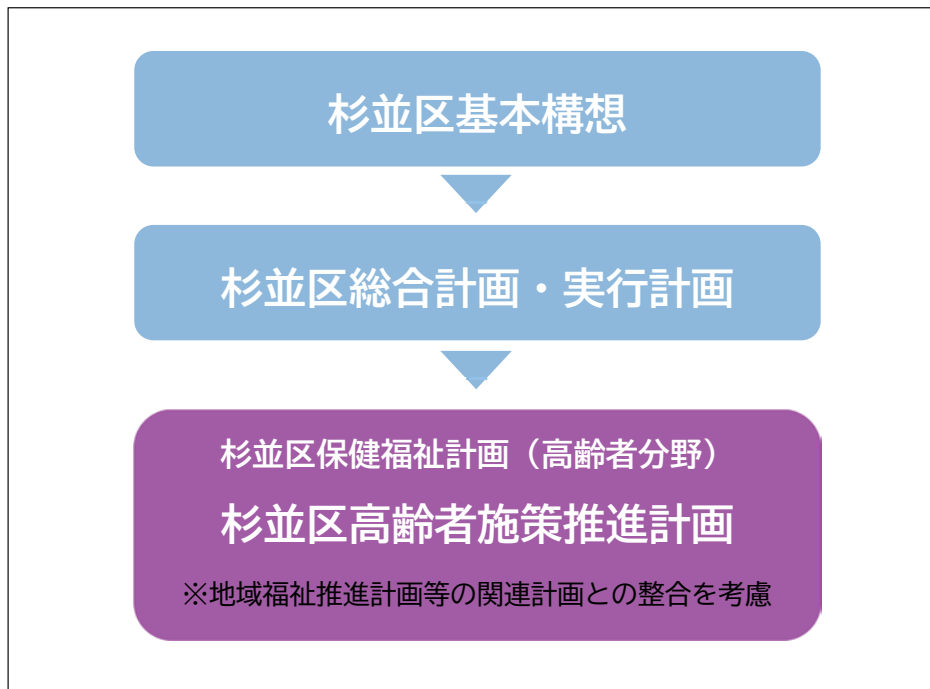 杉並区基本構想
杉並区総合計画・実行計画
杉並区保健福祉計画（高齢者分野）
杉並区高齢者施策推進計画
※地域福祉推進計画等の関連計画との整合を考慮